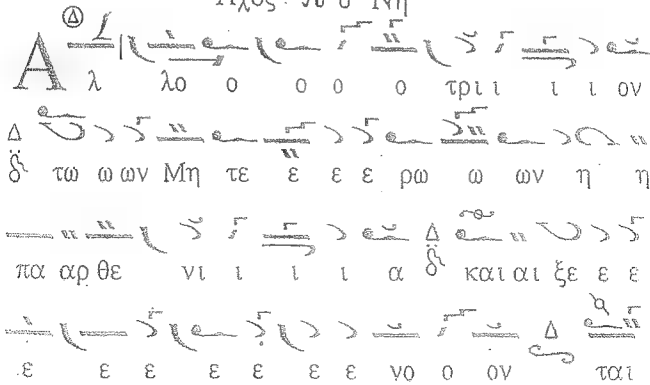 Δ
Α λ λο ο ο ο ο τρι ι ι ι ον
Δ τω ω ων Μη τε ε ε ε ρω ω ων η η
πα αρ θε νι ι ι ι α Δ και αι ξε ε ε
ε ε ε ε ε ε ε νο ο ον Δ ται